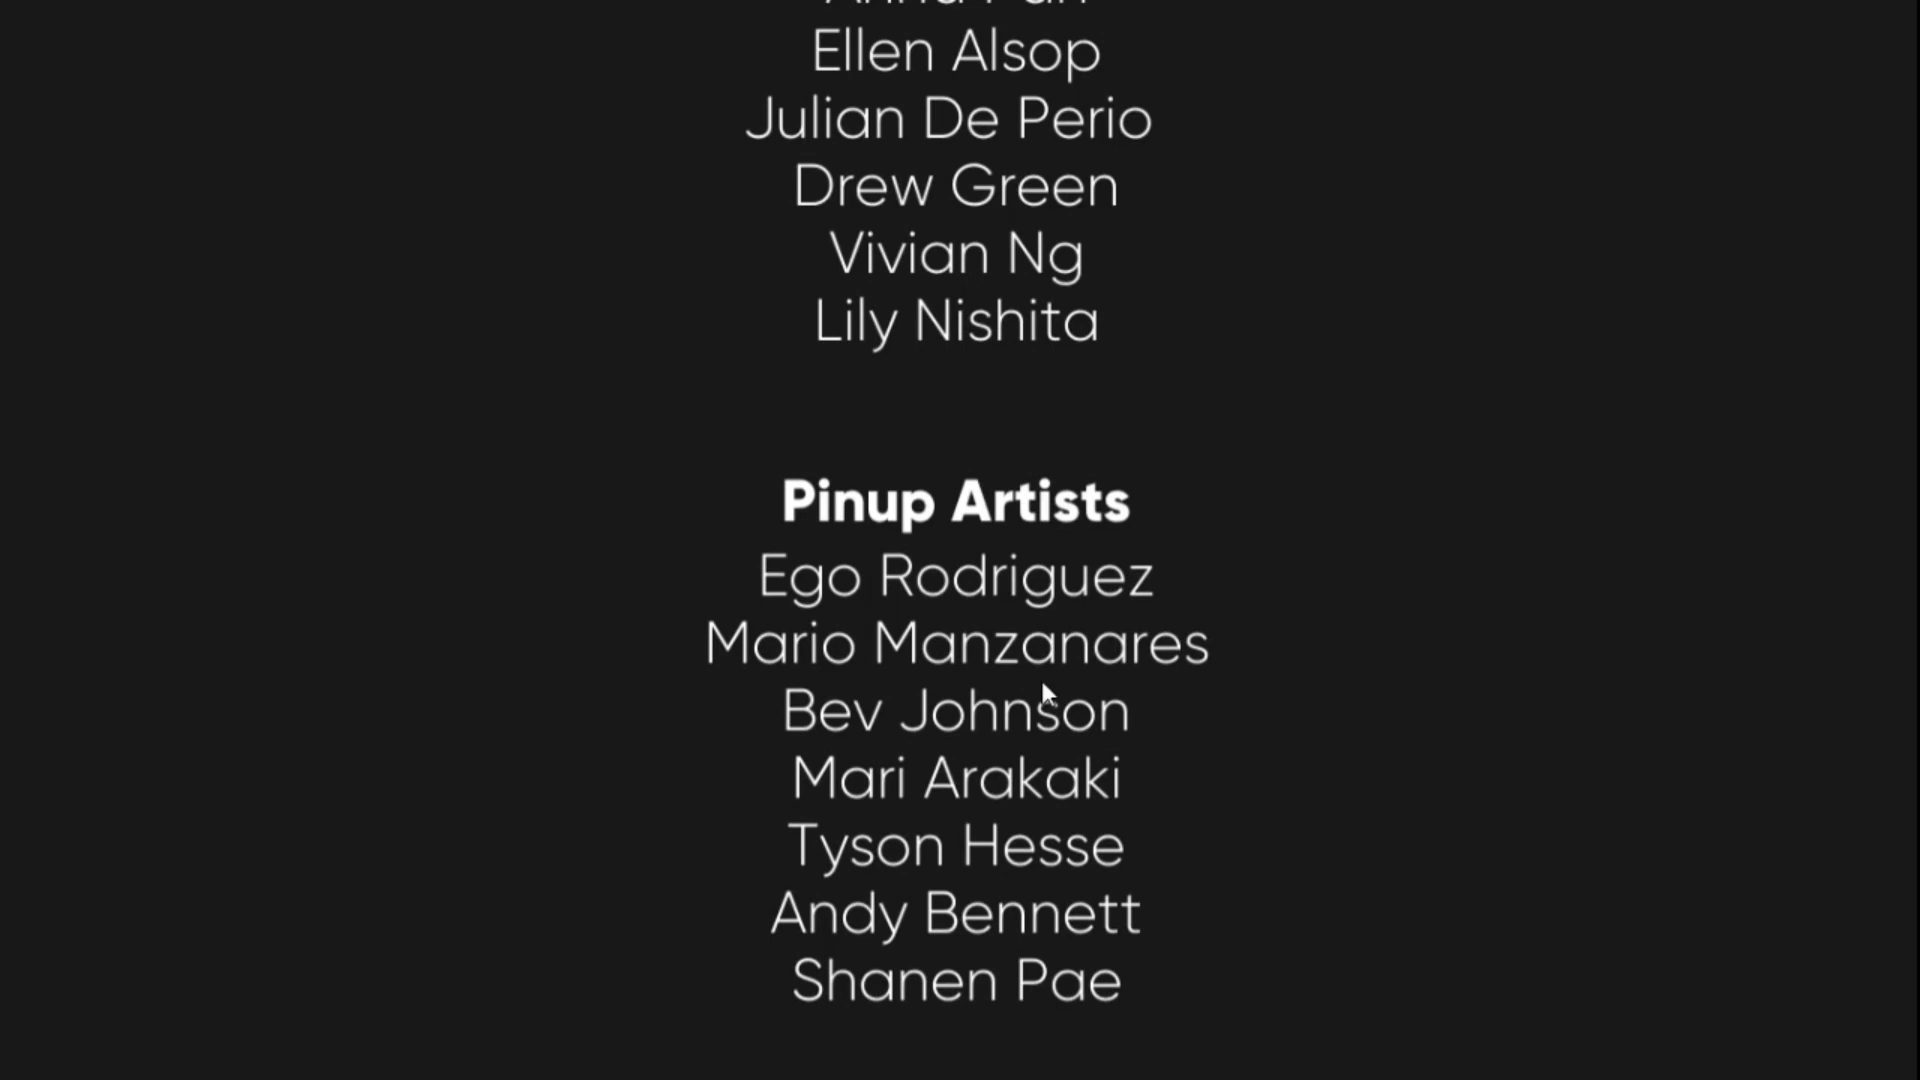 Ellen Alsop
Julian De Perio
Drew Green
Vivian Ng
Lily Nishita
Pinup Artists
Ego Rodriguez
Mario Manzanares
Bev Johnson
Mari Arakaki
Tyson Hesse
Andy Bennett
Shanen Pae